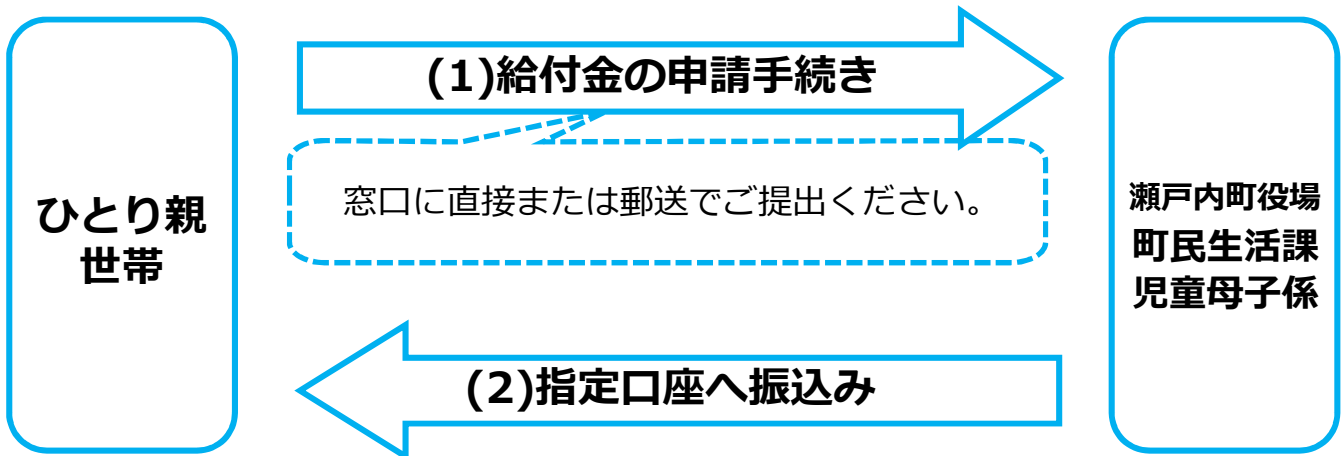 (1)給付金の申請手続き
窓口に直接または郵送でご提出ください。
ひとり親
世帯
瀬戸内町役場
町民生活課
児童母子係
(2)指定口座へ振込み